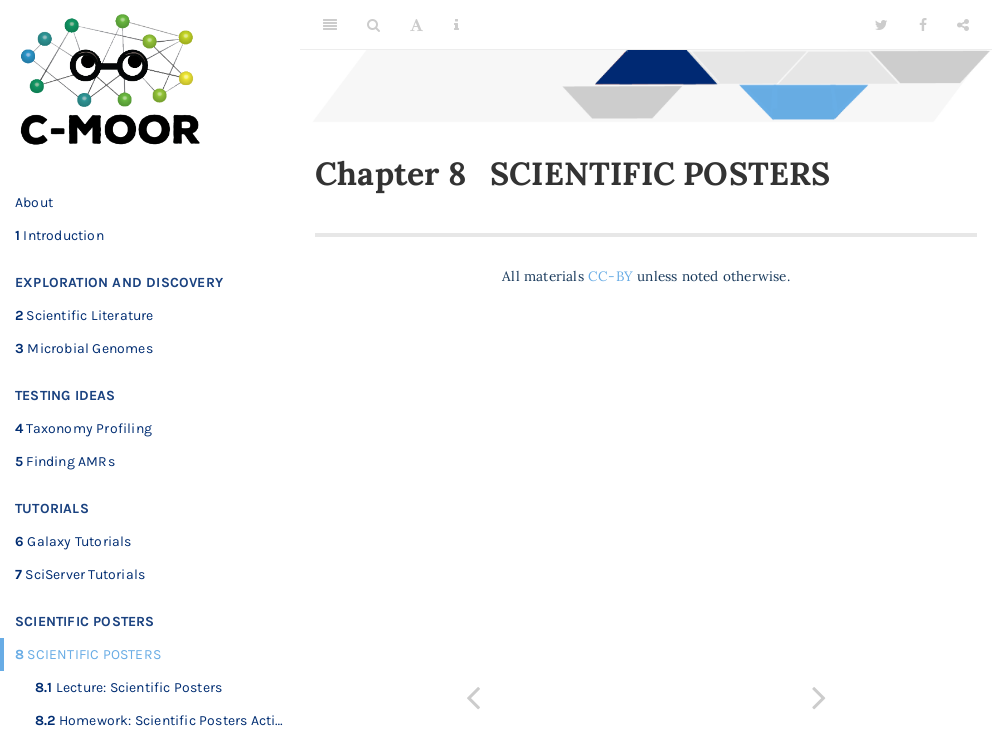 C-MOOR
About
1 Introduction
EXPLORATION AND DISCOVERY
2 Scientific Literature
3 Microbial Genomes
TESTING IDEAS
4 Taxonomy Profiling
5 Finding AMRs
TUTORIALS
6 Galaxy Tutorials
7 SciServer Tutorials
SCIENTIFIC POSTERS
8 SCIENTIFIC POSTERS
8.1 Lecture: Scientific Posters
8.2 Homework: Scientific Posters Acti…
Chapter 8 SCIENTIFIC POSTERS
All materials CC-BY unless noted otherwise.